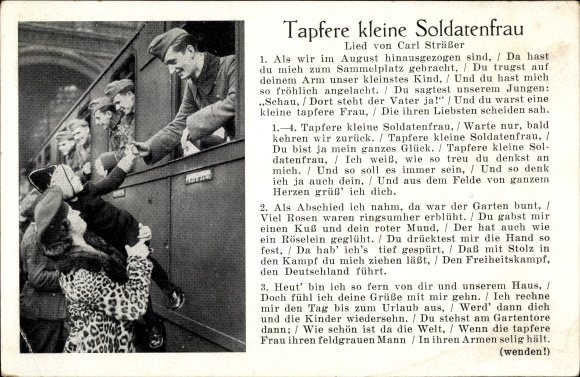 Tapfere kleine Soldatenfrau
Lied von Carl Sträßer
1. Als wir im August hinausgezogen sind, / Da hast
du mich zum Sammelplatz gebracht, / Du trugst auf
deinem Arm unser kleinstes Kind, / Und du hast mich
so fröhlich angelacht. / Du sagtest unserem Jungen:
„Schau, / Dort steht der Vater ja!“ / Und du warst eine
kleine tapfere Frau, / Die ihren Liebsten scheiden sah.
1.—4. Tapfere kleine Soldatenfrau, / Warte nur, bald
kehren wir zurück. / Tapfere kleine Soldatenfrau, /
Du bist ja mein ganzes Glück. / Tapfere kleine Sol-
datenfrau, / Ich weiß, wie so treu du denkst an
mich. / Und so soll es immer sein, / Und so denk
ich ja auch dein, / Und aus dem Felde von ganzem
Herzen grüß' ich dich.
2. Als Abschied ich nahm, da war der Garten bunt, /
Viel Rosen waren ringsumher erblüht. / Du gabst mir
einen Kuß und dein roter Mund, / Der hat auch wie
ein Röselein geglüht. / Du drücktest mir die Hand so
fest, / Da hab' ich's tief gespürt, / Daß mit Stolz in
den Kampf du mich ziehen läßt, / Den Freiheitskampf,
den Deutschland führt.
3. Heut' bin ich so fern von dir und unserem Haus, /
Doch fühl ich deine Grüße mit mir gehn. / Ich rechne
mir den Tag bis zum Urlaub aus, / Werd' dann dich
und die Kinder wiedersehn. / Du stehst am Gartentore
dann; / Wie schön ist da die Welt, / Wenn die tapfere
Frau ihren feldgrauen Mann / In ihren Armen selig hält.
(wenden!)